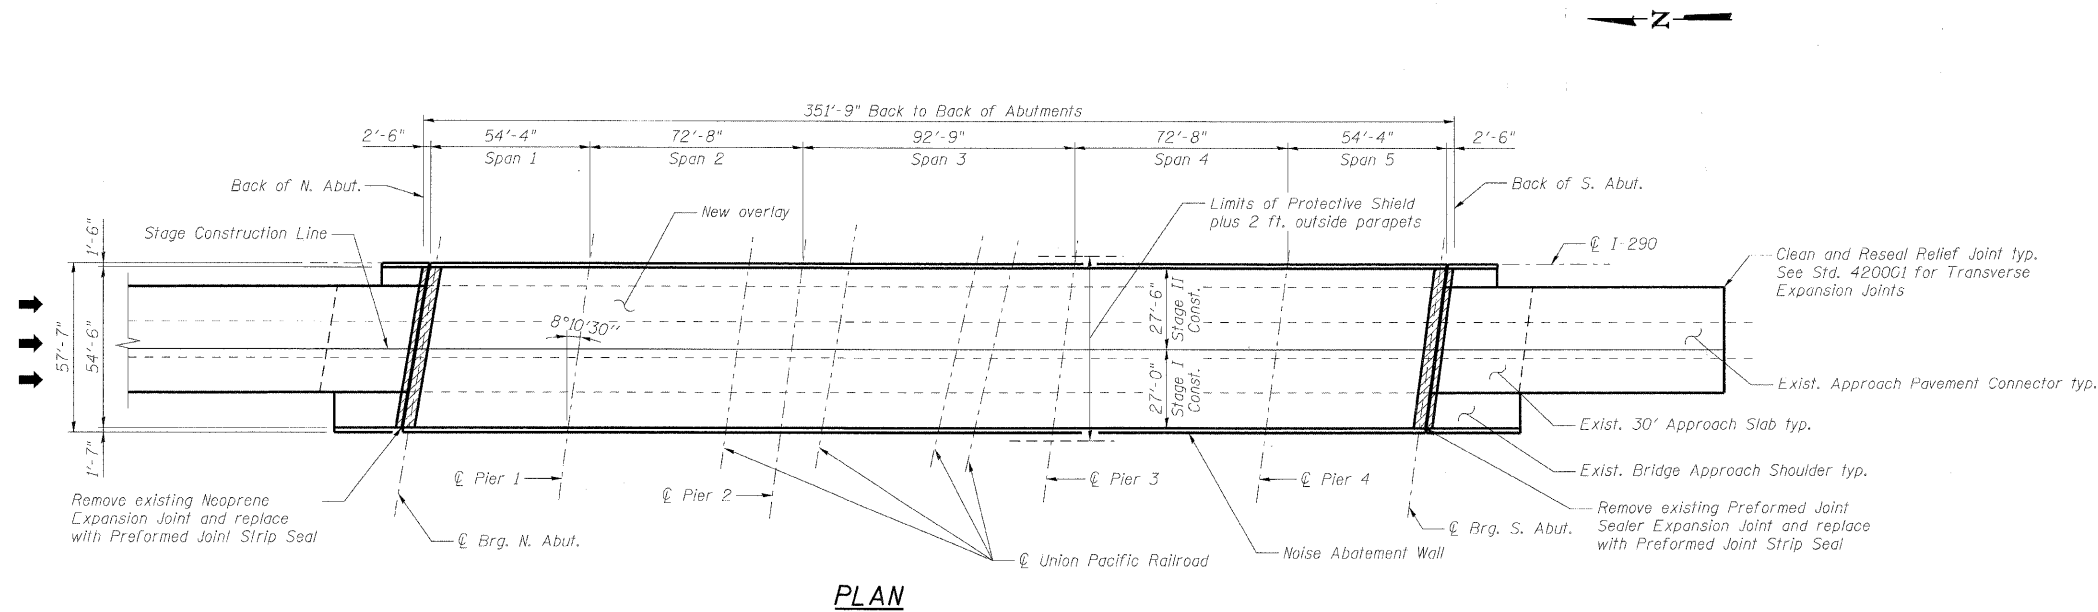 N
351'-9" Back to Back of Abutments
2'-6"
54'-4"
72'-8"
92'-9"
72'-8"
54'-4"
2'-6"
Span 1
Span 2
Span 3
Span 4
Span 5
Back of N. Abut.
Back of S. Abut.
New overlay
Limits of Protective Shield
plus 2 ft. outside parapets
Stage Construction Line
℄ I-290
Clean and Reseal Relief Joint typ.
See Std. 420001 for Transverse
Expansion Joints
1'-6"
57'-7"
54'-6"
1'-7"
8°10'30"
27'-6"
Stage II
Const.
27'-0"
Stage I
Const.
Exist. Approach Pavement Connector typ.
Exist. 30' Approach Slab typ.
Exist. Bridge Approach Shoulder typ.
℄ Pier 1
℄ Pier 2
℄ Pier 3
℄ Pier 4
Remove existing Neoprene
Expansion Joint and replace
with Preformed Joint Strip Seal
Remove existing Preformed Joint
Sealer Expansion Joint and replace
with Preformed Joint Strip Seal
℄ Brg. N. Abut.
℄ Brg. S. Abut.
℄ Union Pacific Railroad
Noise Abatement Wall
PLAN